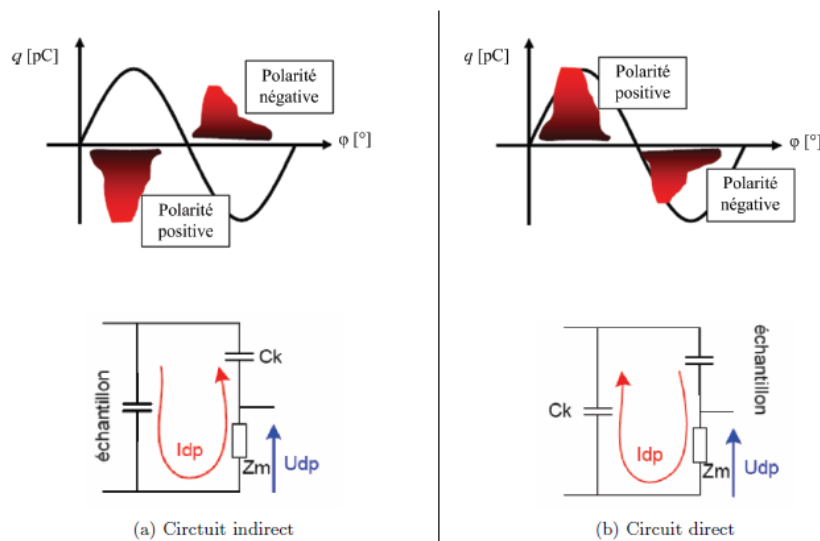 q [pC]
Polarité
négative
φ [°]
Polarité
positive
échantillon
Ck
Idp
Zm
Udp
(a) Circtuit indirect
q [pC]
Polarité
positive
φ [°]
Polarité
négative
échantillon
Ck
Idp
Zm
Udp
(b) Circuit direct